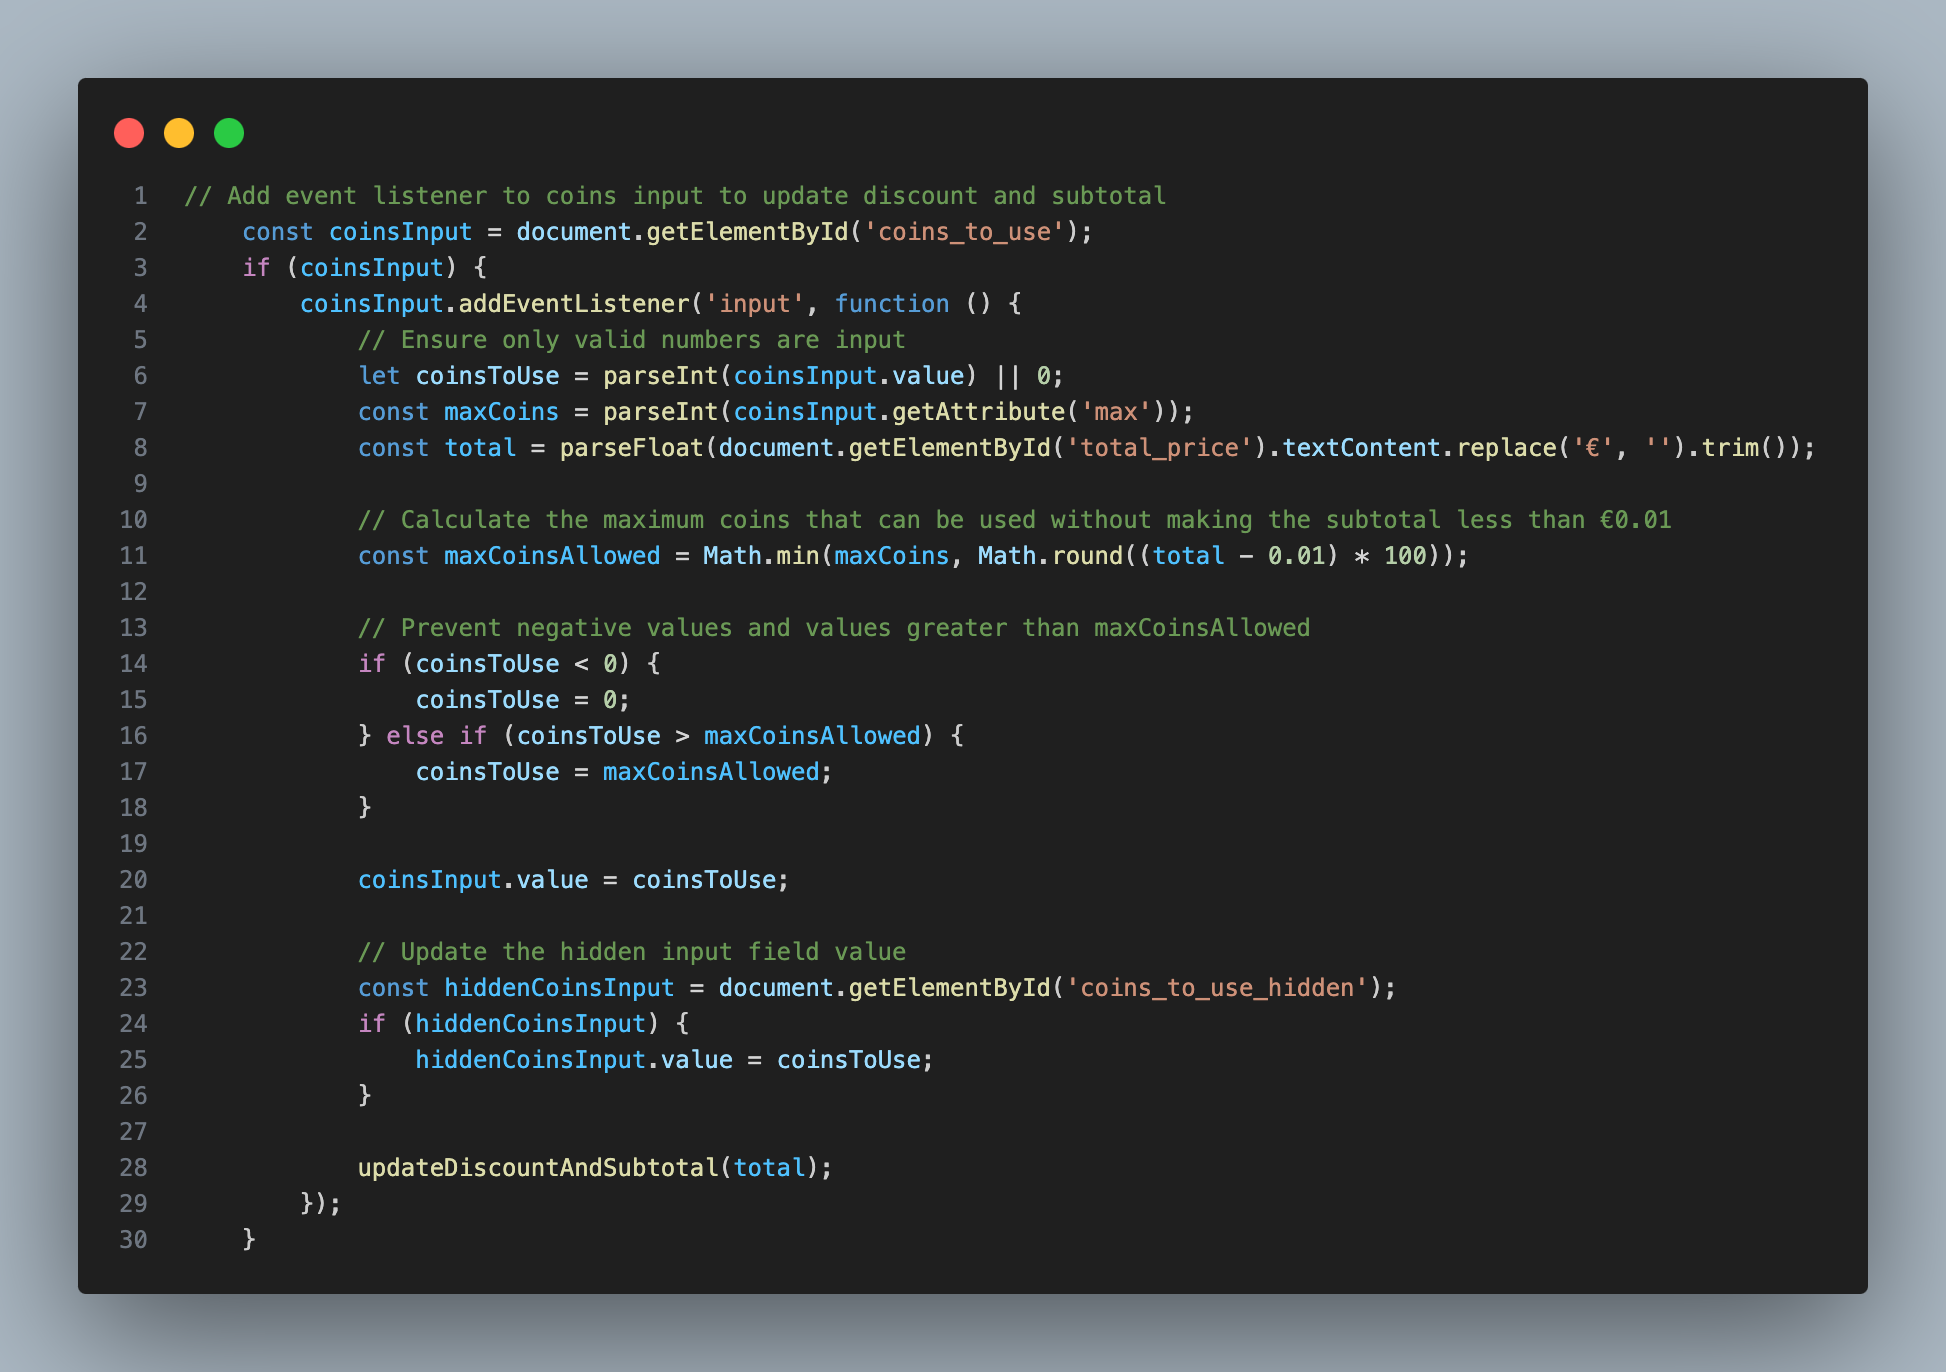 1 // Add event listener to coins input to update discount and subtotal
2     const coinsInput = document.getElementById('coins_to_use');
3     if (coinsInput) {
4         coinsInput.addEventListener('input', function () {
5             // Ensure only valid numbers are input
6             let coinsToUse = parseInt(coinsInput.value) || 0;
7             const maxCoins = parseInt(coinsInput.getAttribute('max'));
8             const total = parseFloat(document.getElementById('total_price').textContent.replace('€', '').trim());
9
10             // Calculate the maximum coins that can be used without making the subtotal less than €0.01
11             const maxCoinsAllowed = Math.min(maxCoins, Math.round((total - 0.01) * 100));
12
13             // Prevent negative values and values greater than maxCoinsAllowed
14             if (coinsToUse < 0) {
15                 coinsToUse = 0;
16             } else if (coinsToUse > maxCoinsAllowed) {
17                 coinsToUse = maxCoinsAllowed;
18             }
19
20             coinsInput.value = coinsToUse;
21
22             // Update the hidden input field value
23             const hiddenCoinsInput = document.getElementById('coins_to_use_hidden');
24             if (hiddenCoinsInput) {
25                 hiddenCoinsInput.value = coinsToUse;
26             }
27
28             updateDiscountAndSubtotal(total);
29         });
30     }